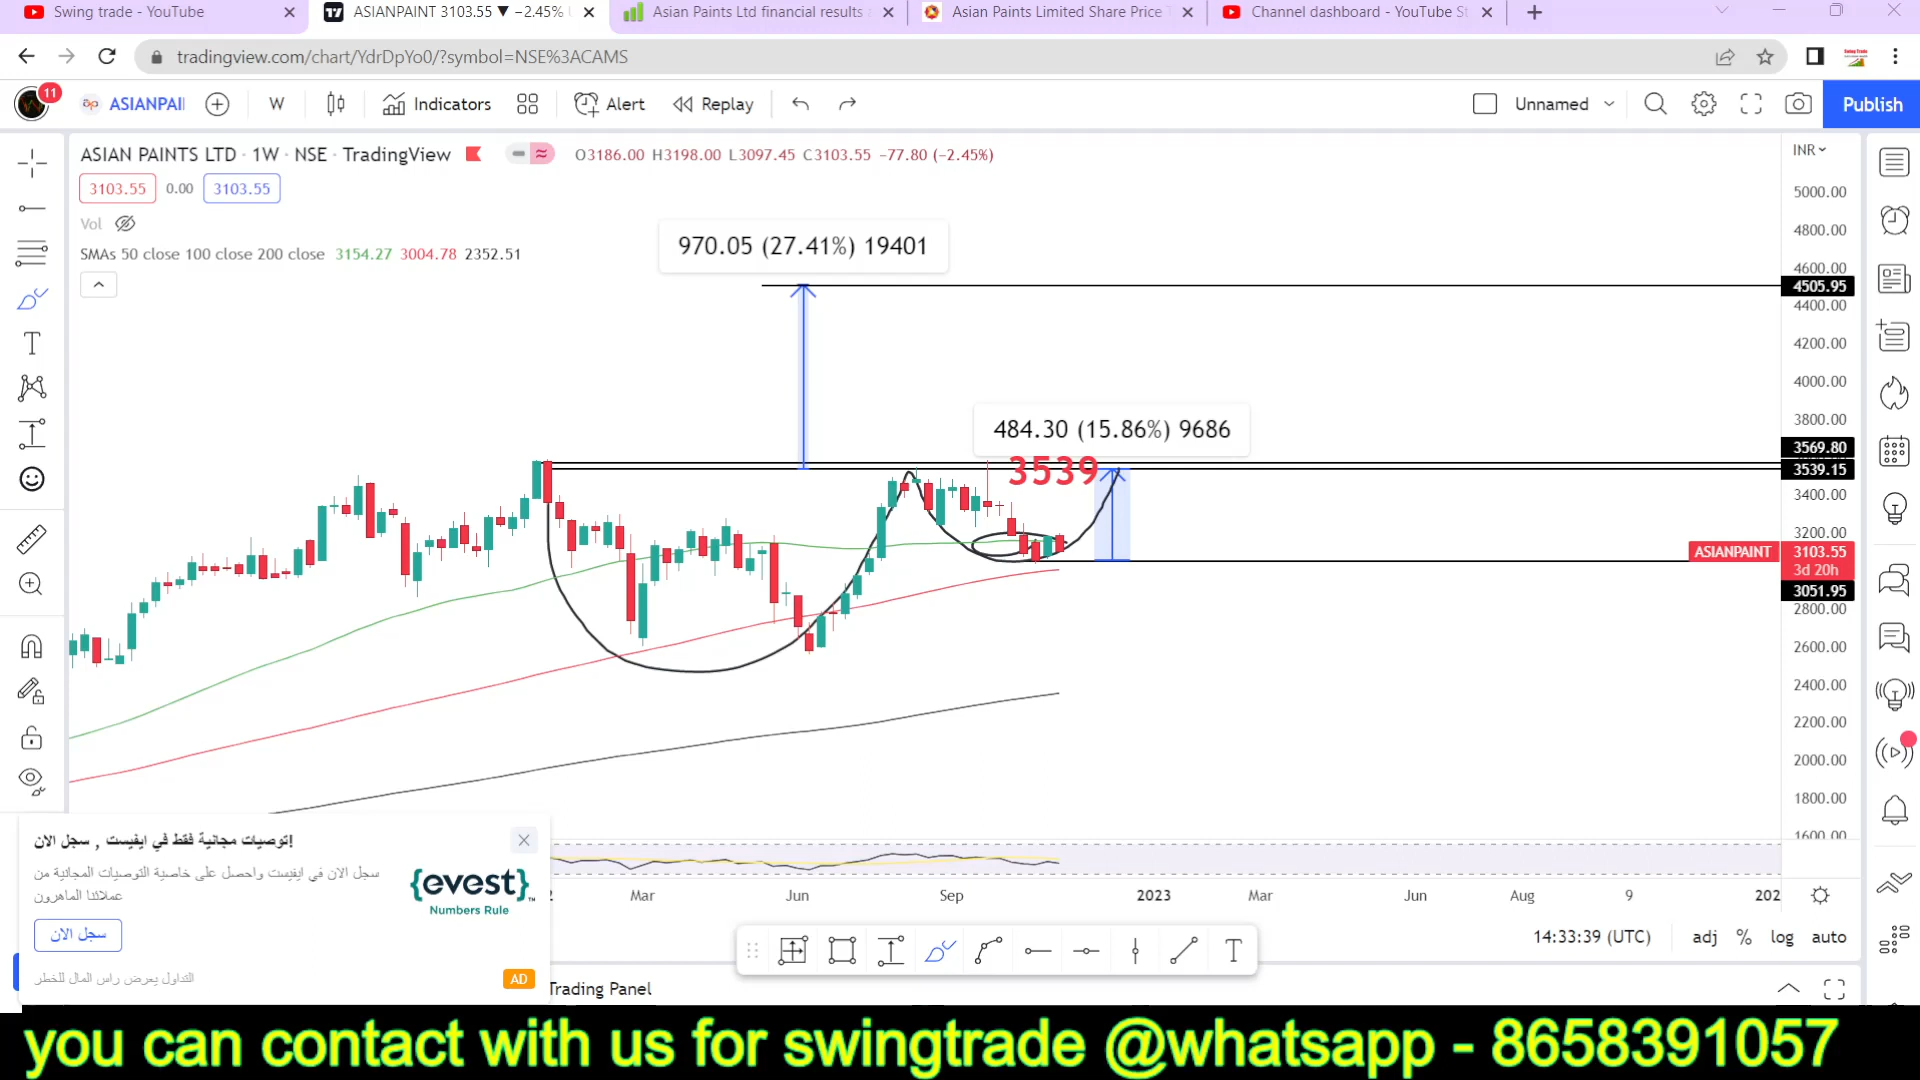 Swing trade - YouTube
ASIANPAINT 3103.55 ▼ −2.45%
Asian Paints Ltd financial results
Asian Paints Limited Share Price
Channel dashboard - YouTube St
tradingview.com/chart/YdrDpYo0/?symbol=NSE%3ACAMS
11
ASIANPAI
W
Indicators
Alert
Replay
Unnamed
Publish
ASIAN PAINTS LTD · 1W · NSE · TradingView
O3186.00 H3198.00 L3097.45 C3103.55 −77.80 (−2.45%)
INR
3103.55 0.00 3103.55
Vol
SMAs 50 close 100 close 200 close 3154.27 3004.78 2352.51
970.05 (27.41%) 19401
484.30 (15.86%) 9686
3539
5000.00
4800.00
4600.00
4505.95
4400.00
4200.00
4000.00
3800.00
3569.80
3539.15
3400.00
3200.00
ASIANPAINT 3103.55
3d 20h
3051.95
2800.00
2600.00
2400.00
2200.00
2000.00
1800.00
1600.00
Mar
Jun
Sep
2023
Mar
Jun
Aug
9
202
14:33:39 (UTC)
adj % log auto
T
توصيات مجانية فقط في ايفيست , سجل الان!
سجل الان في ايفيست واحصل على خاصية التوصيات المجانية من
عملائنا الماهرون
{evest}™
Numbers Rule
سجل الان
التداول يعرض راس المال للخطر
AD
Trading Panel
you can contact with us for swingtrade @whatsapp - 8658391057